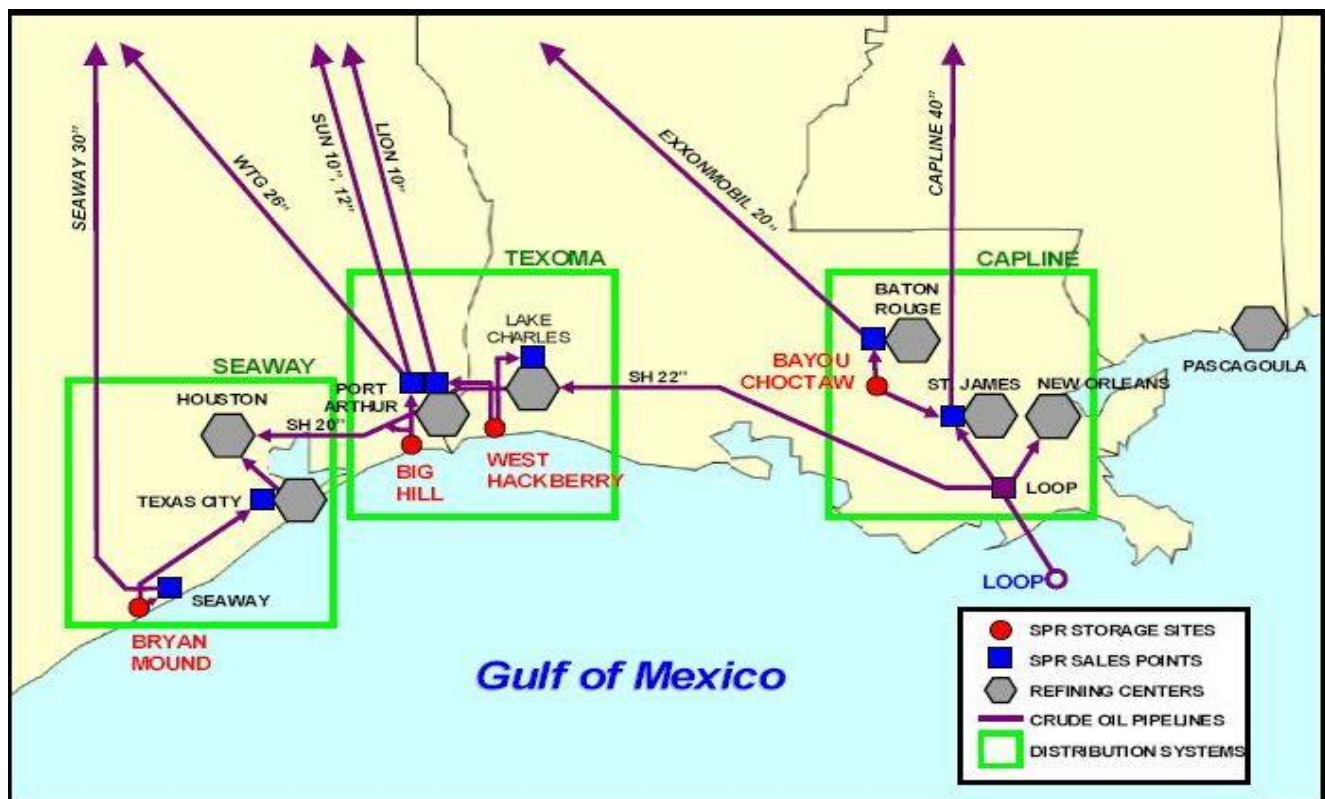 SEAWAY 30"
WTG 26"
SUN 10", 12"
LION 10"
EXXONMOBIL 20"
CAPLINE 40"
TEXOMA
CAPLINE
BATON
ROUGE
LAKE
CHARLES
SEAWAY
HOUSTON
PORT
ARTHUR
SH 20"
SH 22"
BAYOU
CHOCTAW
ST. JAMES
NEW ORLEANS
PASCAGOULA
BIG
HILL
WEST
HACKBERRY
TEXAS CITY
LOOP
LOOP
SEAWAY
BRYAN
MOUND
Gulf of Mexico
SPR STORAGE SITES
SPR SALES POINTS
REFINING CENTERS
CRUDE OIL PIPELINES
DISTRIBUTION SYSTEMS